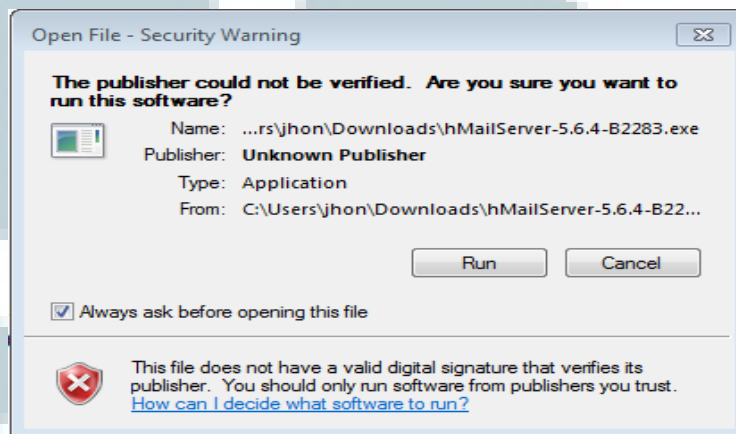 Open File - Security Warning
The publisher could not be verified.  Are you sure you want to
run this software?
Name: ...rs\jhon\Downloads\hMailServer-5.6.4-B2283.exe
Publisher: Unknown Publisher
Type: Application
From: C:\Users\jhon\Downloads\hMailServer-5.6.4-B22...
Run Cancel
Always ask before opening this file
This file does not have a valid digital signature that verifies its
publisher.  You should only run software from publishers you trust.
How can I decide what software to run?